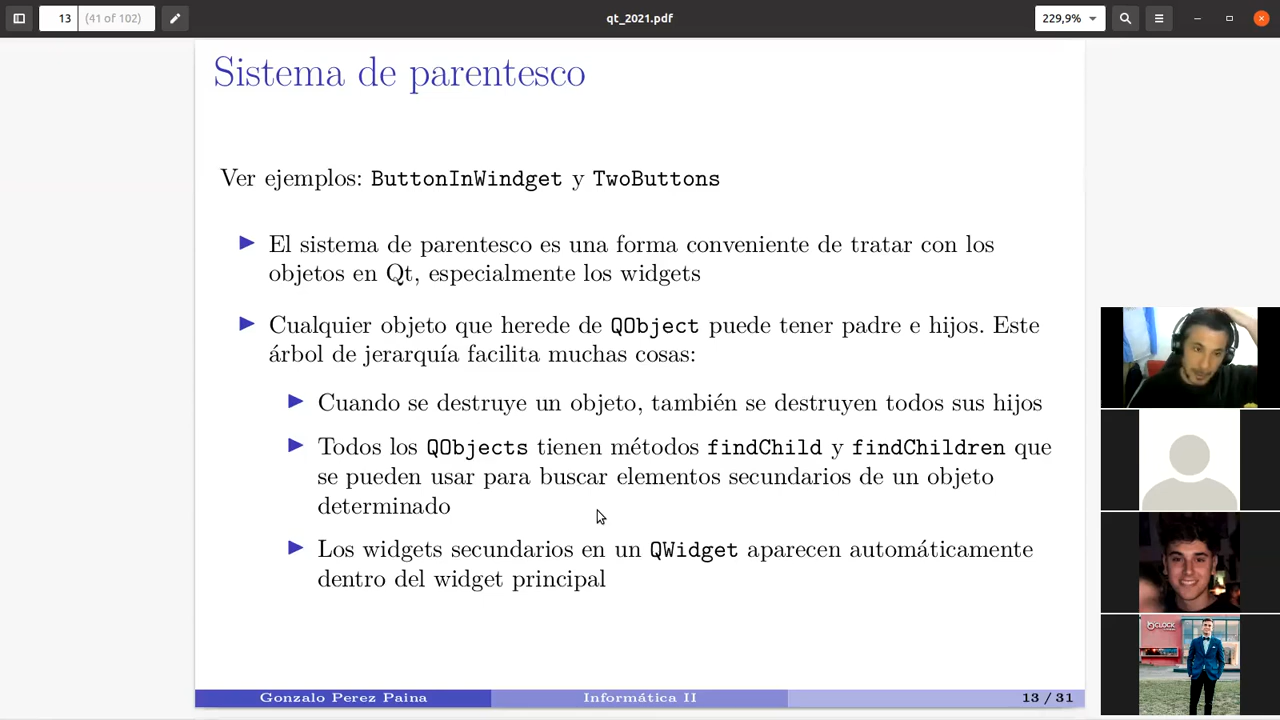 13
(41 of 102)
qt_2021.pdf
229,9%
Sistema de parentesco
Ver ejemplos: ButtonInWindget y TwoButtons
El sistema de parentesco es una forma conveniente de tratar con los
objetos en Qt, especialmente los widgets
Cualquier objeto que herede de QObject puede tener padre e hijos. Este
árbol de jerarquía facilita muchas cosas:
Cuando se destruye un objeto, también se destruyen todos sus hijos
Todos los QObjects tienen métodos findChild y findChildren que
se pueden usar para buscar elementos secundarios de un objeto
determinado
Los widgets secundarios en un QWidget aparecen automáticamente
dentro del widget principal
CLOCK
Gonzalo Perez Paina
Informática II
13 / 31